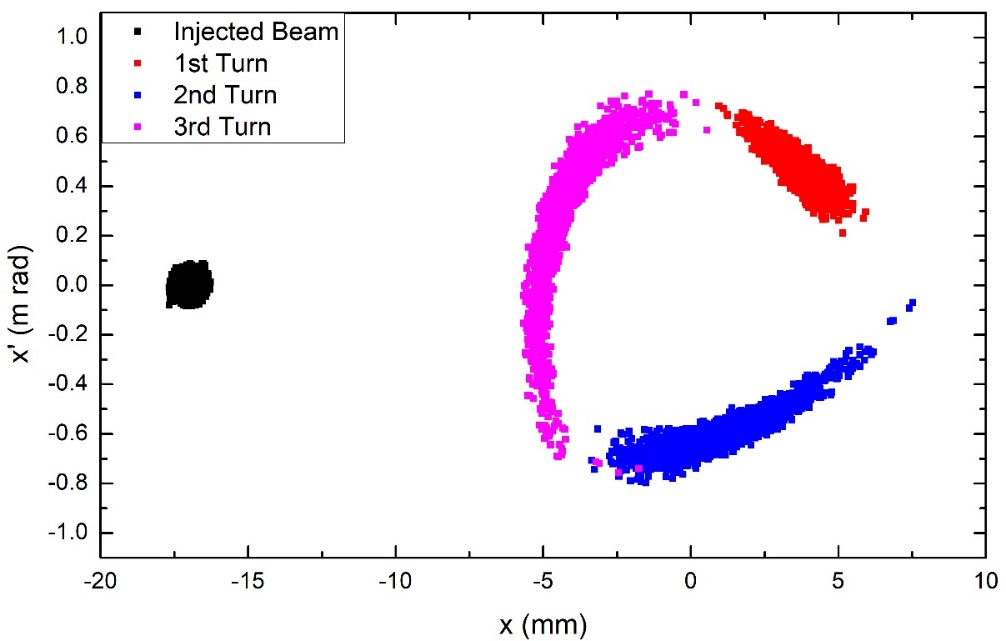 Injected Beam
1st Turn
2nd Turn
3rd Turn
1.0
0.8
0.6
0.4
0.2
0.0
-0.2
-0.4
-0.6
-0.8
-1.0
x' (m rad)
-20 -15 -10 -5 0 5 10
x (mm)